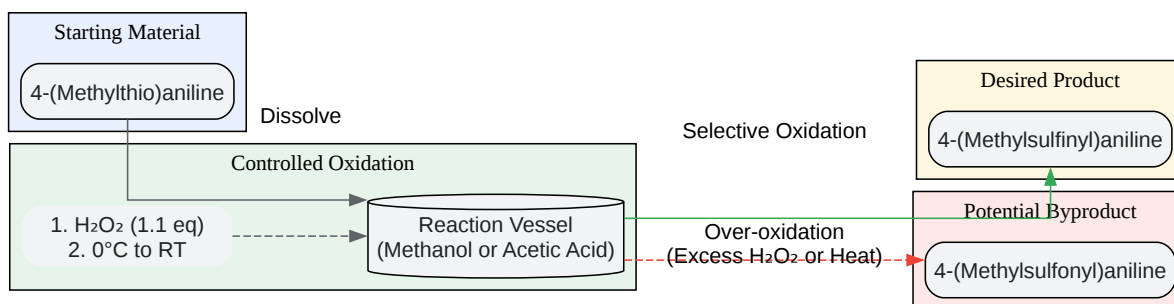 Starting Material
4-(Methylthio)aniline
Dissolve
Controlled Oxidation
1. H₂O₂ (1.1 eq)
2. 0°C to RT
Reaction Vessel
(Methanol or Acetic Acid)
Selective Oxidation
Over-oxidation
(Excess H₂O₂ or Heat)
Desired Product
4-(Methylsulfinyl)aniline
Potential Byproduct
4-(Methylsulfonyl)aniline